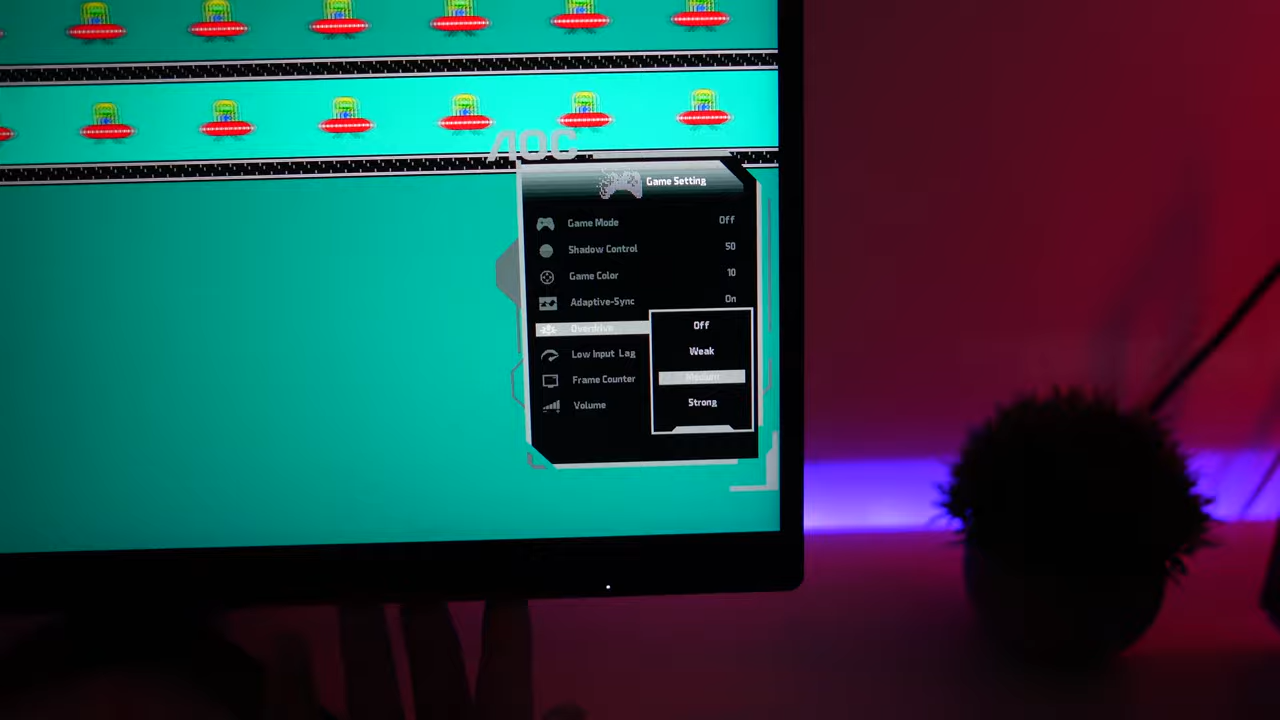 AOC
Game Setting
Game Mode Off
Shadow Control 50
Game Color 10
Adaptive-Sync On
Overdrive Off
Weak
Low Input Lag Medium
Frame Counter Strong
Volume